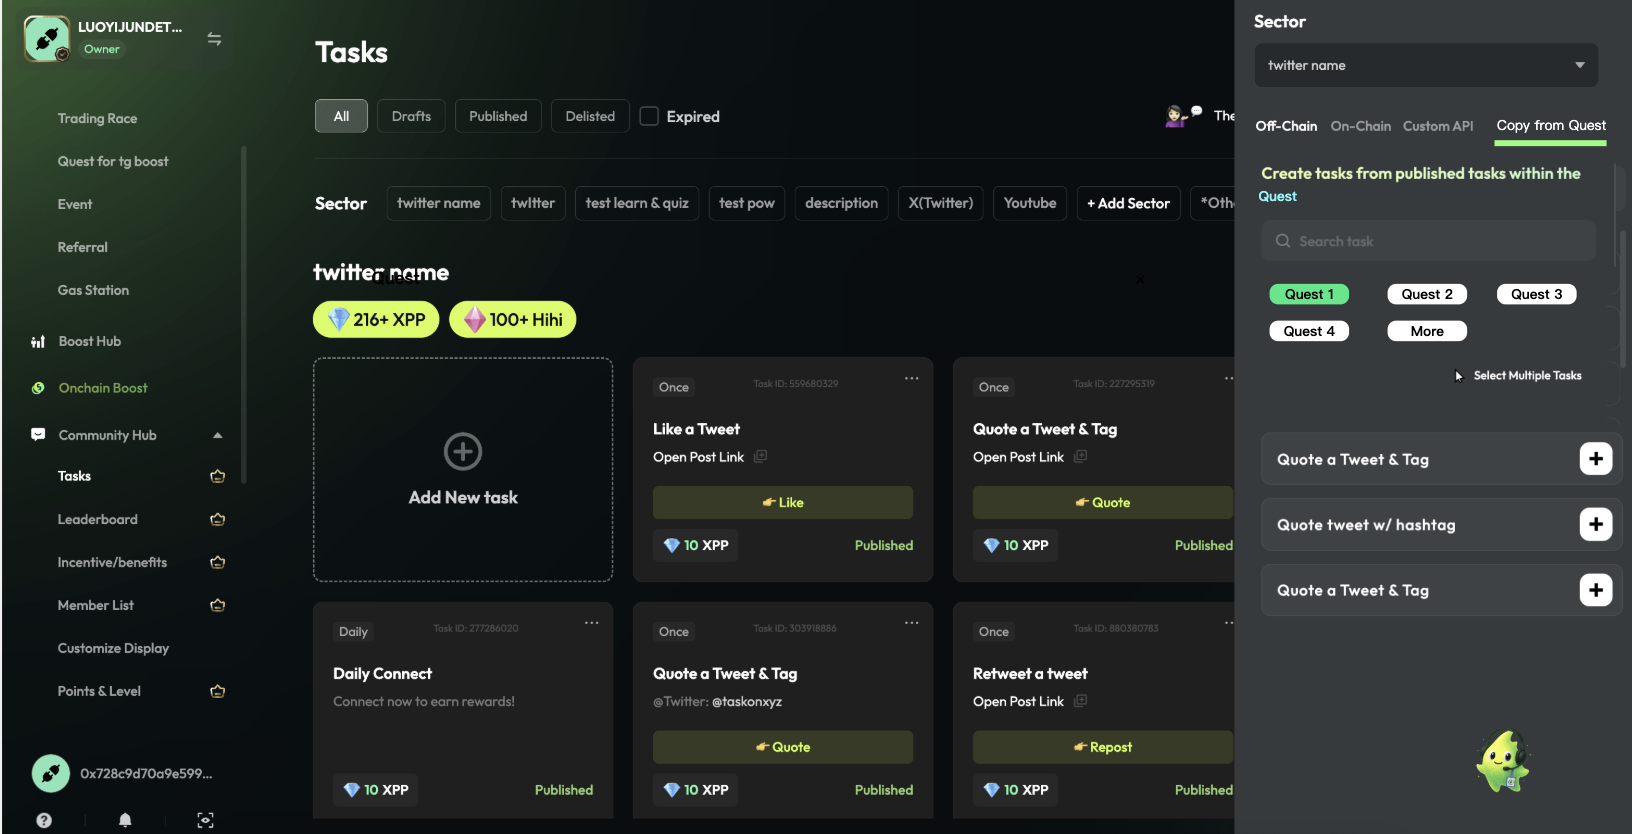 LUOYIJUNDET...
Owner
Trading Race
Quest for tg boost
Event
Referral
Gas Station
Boost Hub
Onchain Boost
Community Hub
Tasks
Leaderboard
Incentive/benefits
Member List
Customize Display
Points & Level
0x728c9d70a9e599...
Tasks
All
Drafts
Published
Delisted
Expired
The
Sector
twitter name
twItter
test learn & quiz
test pow
description
X(Twitter)
Youtube
+ Add Sector
*Oth
twitter name
Quest
×
216+ XPP
100+ Hihi
Add New task
Once
Task ID: 559680329
Like a Tweet
Open Post Link
Like
10 XPP
Published
Once
Task ID: 227295319
Quote a Tweet & Tag
Open Post Link
Quote
10 XPP
Published
Daily
Task ID: 277286020
Daily Connect
Connect now to earn rewards!
10 XPP
Published
Once
Task ID: 303918886
Quote a Tweet & Tag
@Twitter: @taskonxyz
Quote
10 XPP
Published
Once
Task ID: 880380783
Retweet a tweet
Open Post Link
Repost
10 XPP
Published
Sector
twitter name
Off-Chain
On-Chain
Custom API
Copy from Quest
Create tasks from published tasks within the
Quest
Search task
Quest 1
Quest 2
Quest 3
Quest 4
More
Select Multiple Tasks
Quote a Tweet & Tag
Quote tweet w/ hashtag
Quote a Tweet & Tag